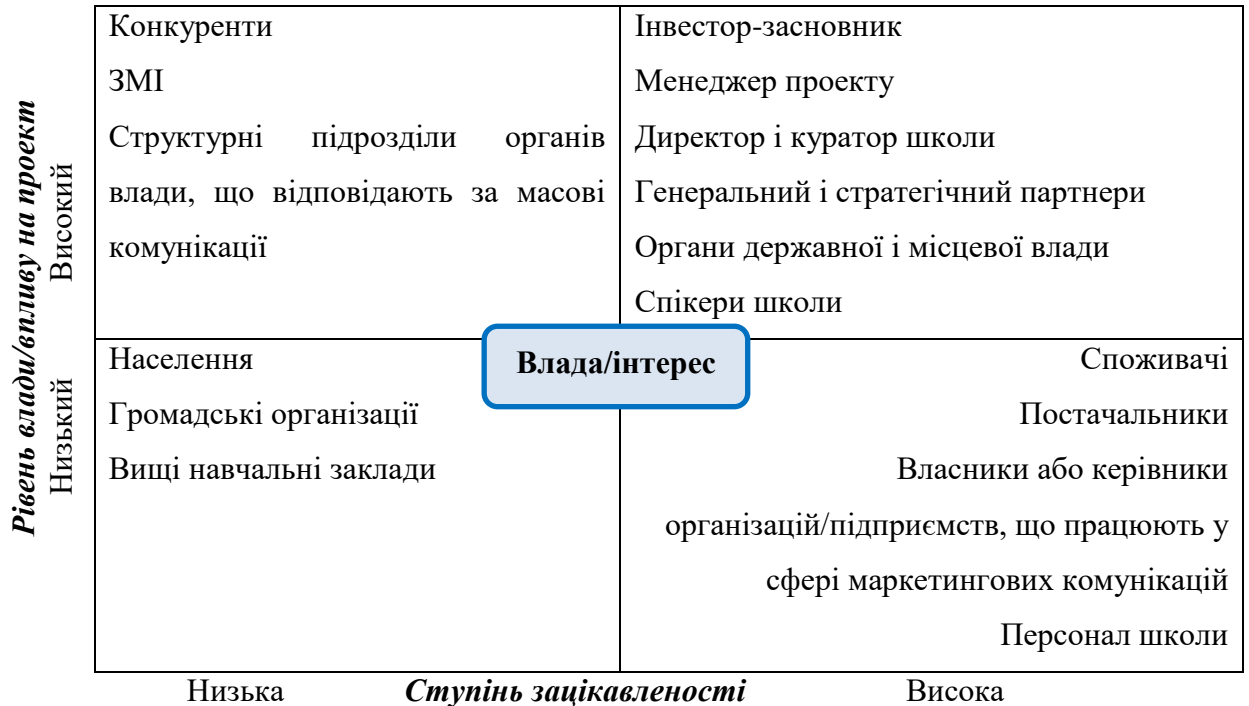 Конкуренти
ЗМІ
Структурні підрозділи органів
влади, що відповідають за масові
комунікації
Інвестор-засновник
Менеджер проекту
Директор і куратор школи
Генеральний і стратегічний партнери
Органи державної і місцевої влади
Спікери школи
Рівень влади/впливу на проект
Високий
Низький
Влада/інтерес
Населення
Громадські організації
Вищі навчальні заклади
Споживачі
Постачальники
Власники або керівники
організацій/підприємств, що працюють у
сфері маркетингових комунікацій
Персонал школи
Низька Ступінь зацікавленості Висока